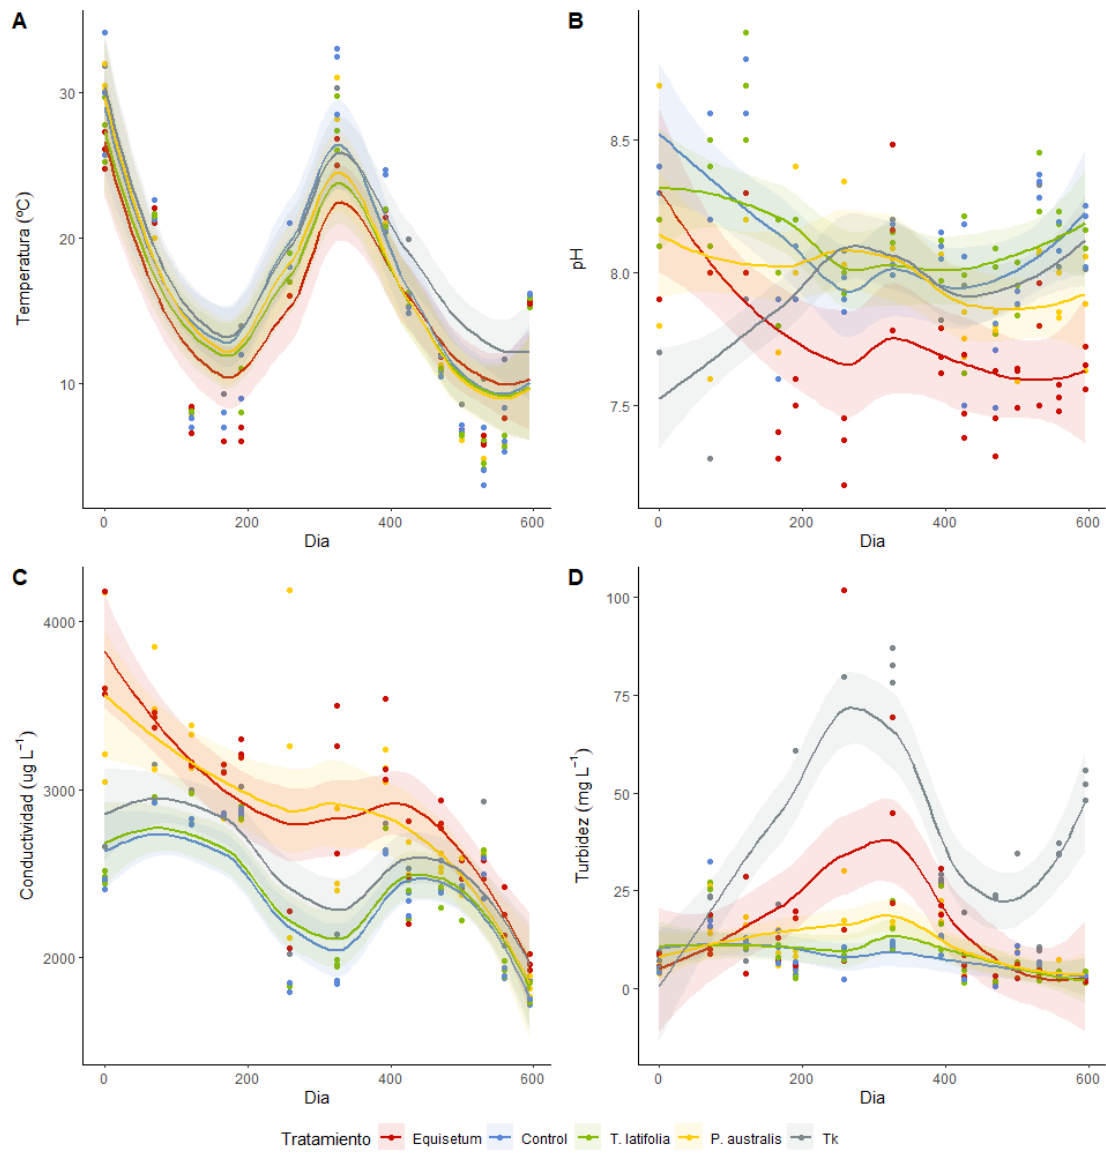 A
Temperatura (ºC)
30
20
10
0
200
400
600
Dia
B
pH
8.5
8.0
7.5
0
200
400
600
Dia
C
Conductividad (ug L⁻¹)
4000
3000
2000
0
200
400
600
Dia
D
Turbidez (mg L⁻¹)
100
75
50
25
0
0
200
400
600
Dia
Tratamiento Equisetum Control T. latifolia P. australis Tk